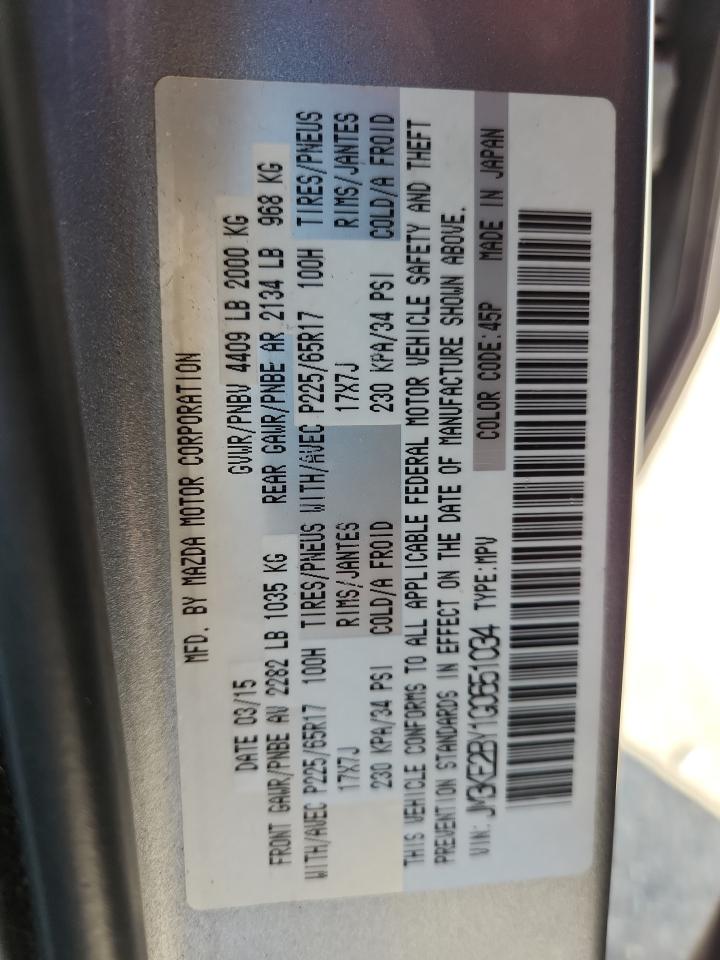 MFD. BY MAZDA MOTOR CORPORATION
DATE 03/15 GVWR/PNBV 4409 LB 2000 KG
FRONT GAWR/PNBE AV 2282 LB 1035 KG REAR GAWR/PNBE AR 2134 LB 968 KG
WITH/AVEC P225/65R17 100H TIRES/PNEUS WITH/AVEC P225/65R17 100H TIRES/PNEUS
17X7J RIMS/JANTES 17X7J RIMS/JANTES
230 KPA/34 PSI COLD/A FROID 230 KPA/34 PSI COLD/A FROID
THIS VEHICLE CONFORMS TO ALL APPLICABLE FEDERAL MOTOR VEHICLE SAFETY AND THEFT
PREVENTION STANDARDS IN EFFECT ON THE DATE OF MANUFACTURE SHOWN ABOVE.
VIN: JM3KE2BY1G0651034 TYPE:MPV COLOR CODE:45P MADE IN JAPAN